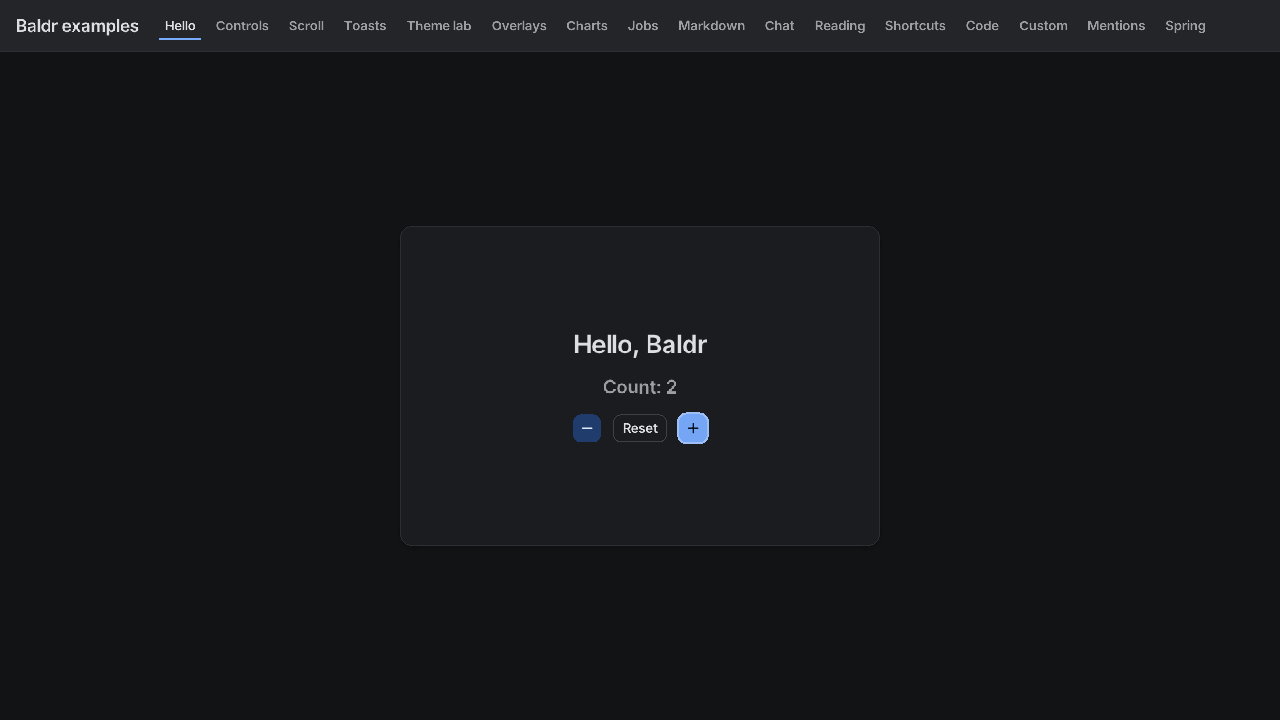 Baldr examples Hello Controls Scroll Toasts Theme lab Overlays Charts Jobs Markdown Chat Reading Shortcuts Code Custom Mentions Spring
Hello, Baldr
Count: 2
− Reset +